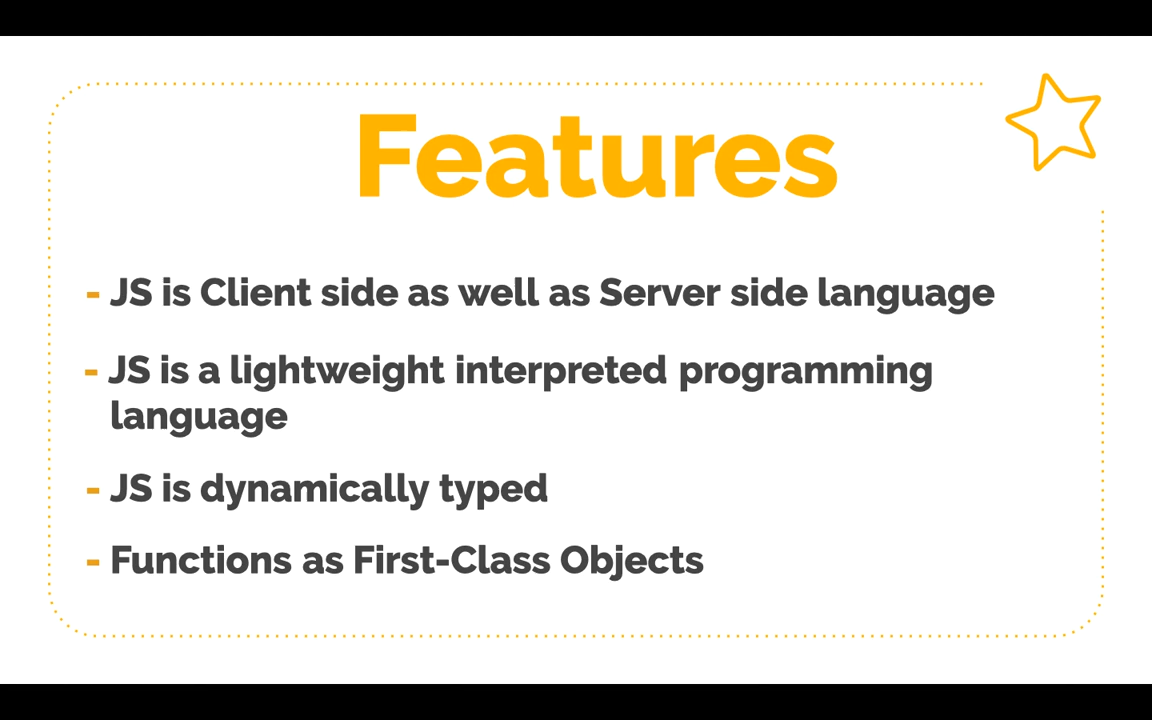 Features
- JS is Client side as well as Server side language
- JS is a lightweight interpreted programming
language
- JS is dynamically typed
- Functions as First-Class Objects